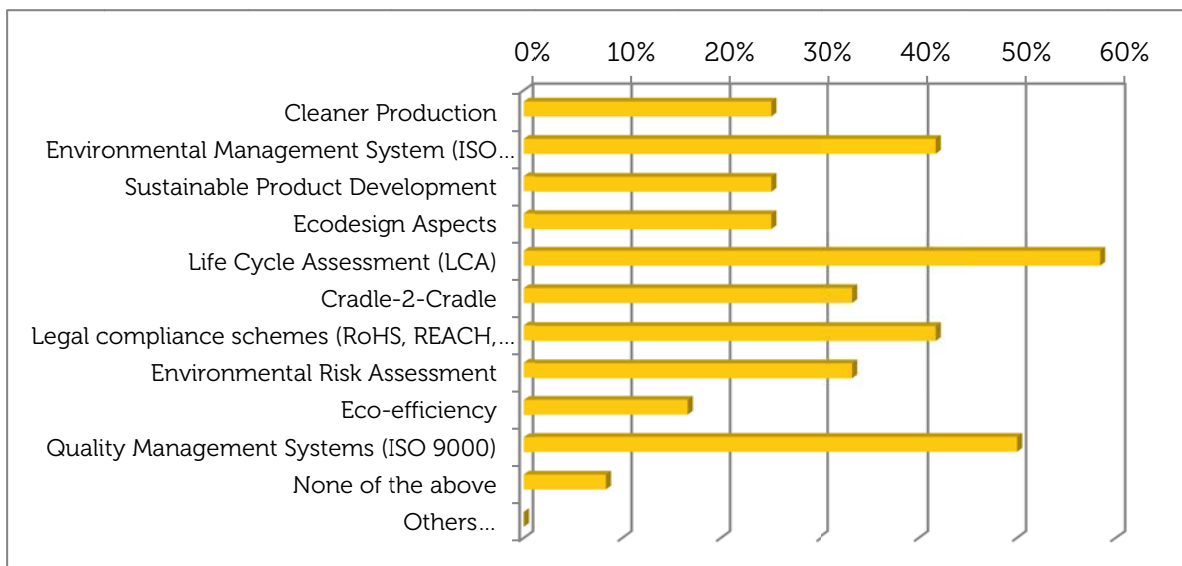 0% 10% 20% 30% 40% 50% 60%
Cleaner Production
Environmental Management System (ISO...
Sustainable Product Development
Ecodesign Aspects
Life Cycle Assessment (LCA)
Cradle-2-Cradle
Legal compliance schemes (RoHS, REACH,...
Environmental Risk Assessment
Eco-efficiency
Quality Management Systems (ISO 9000)
None of the above
Others...